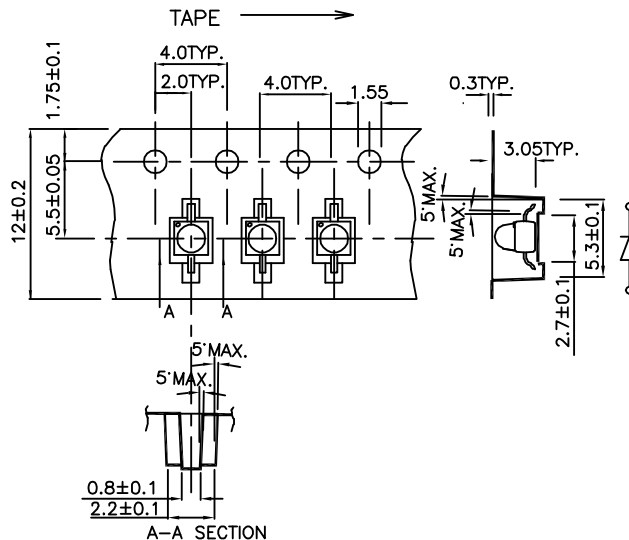 TAPE
4.0TYP.
2.0TYP.
4.0TYP.
1.55
1.75±0.1
5.5±0.05
12±0.2
0.3TYP.
3.05TYP.
5°MAX.
5°MAX.
5.3±0.1
2.7±0.1
A A
5°MAX.
5°MAX.
0.8±0.1
2.2±0.1
A-A SECTION